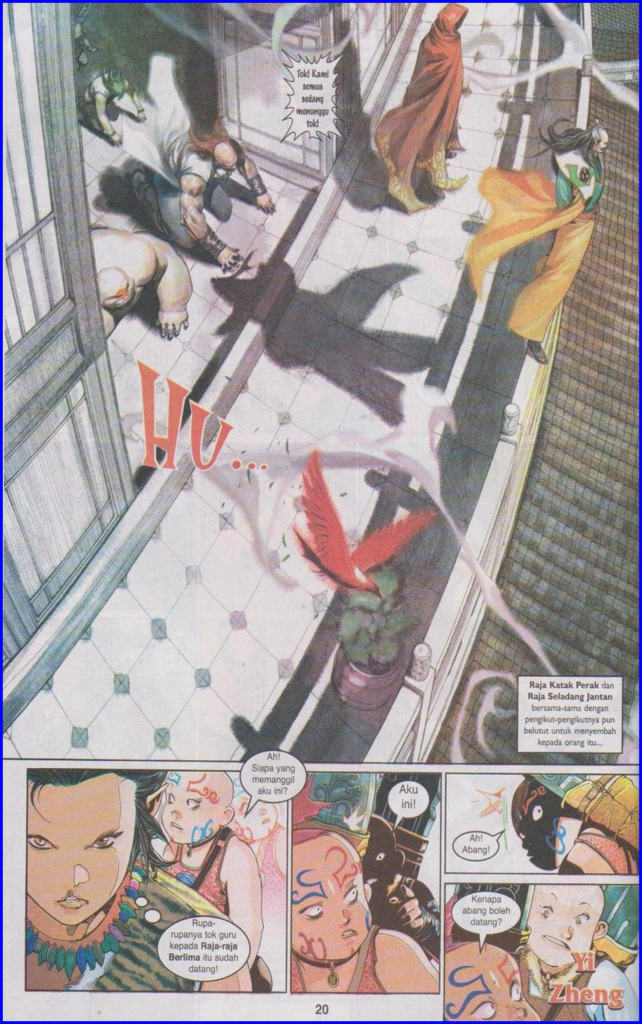 Tok! Kami
semua
sedang
menunggu
tok!
HU...
Raja Katak Perak dan
Raja Seladang Jantan
bersama-sama dengan
pengikut-pengikutnya pun
belutut untuk menyembah
kepada orang itu...
Ah!
Siapa yang
memanggil
aku ini?
Rupa-
rupanya tok guru
kepada Raja-raja
Berlima itu sudah
datang!
Aku
ini!
Ah!
Abang!
Kenapa
abang boleh
datang?
Yi
Zheng
20